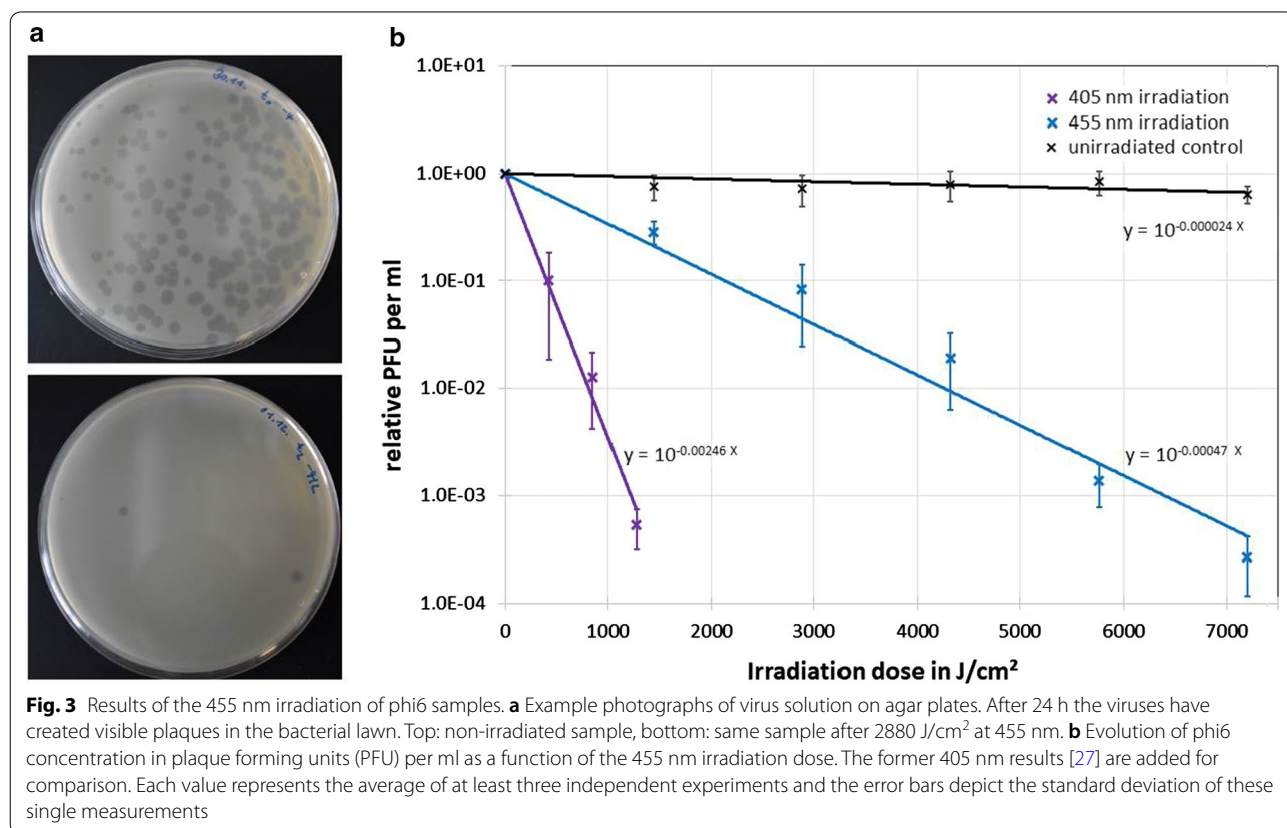 a
b
30.11. t₀ -4
1.0E+01
1.0E+00
1.0E-01
1.0E-02
1.0E-03
1.0E-04
relative PFU per ml
405 nm irradiation
455 nm irradiation
unirradiated control
y = 10^-0.000024 X
y = 10^-0.00246 X
y = 10^-0.00047 X
0 1000 2000 3000 4000 5000 6000 7000
Irradiation dose in J/cm²
Fig. 3 Results of the 455 nm irradiation of phi6 samples. a Example photographs of virus solution on agar plates. After 24 h the viruses have
created visible plaques in the bacterial lawn. Top: non-irradiated sample, bottom: same sample after 2880 J/cm² at 455 nm. b Evolution of phi6
concentration in plaque forming units (PFU) per ml as a function of the 455 nm irradiation dose. The former 405 nm results [27] are added for
comparison. Each value represents the average of at least three independent experiments and the error bars depict the standard deviation of these
single measurements